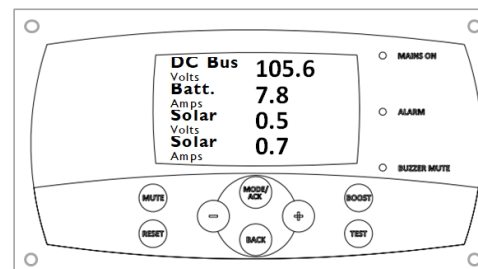 DC Bus 105.6
Volts
Batt. 7.8
Amps
Solar 0.5
Volts
Solar 0.7
Amps
MAINS ON
ALARM
BUZZER MUTE
MUTE
MODE/
ACK
BOOST
−
+
RESET
BACK
TEST